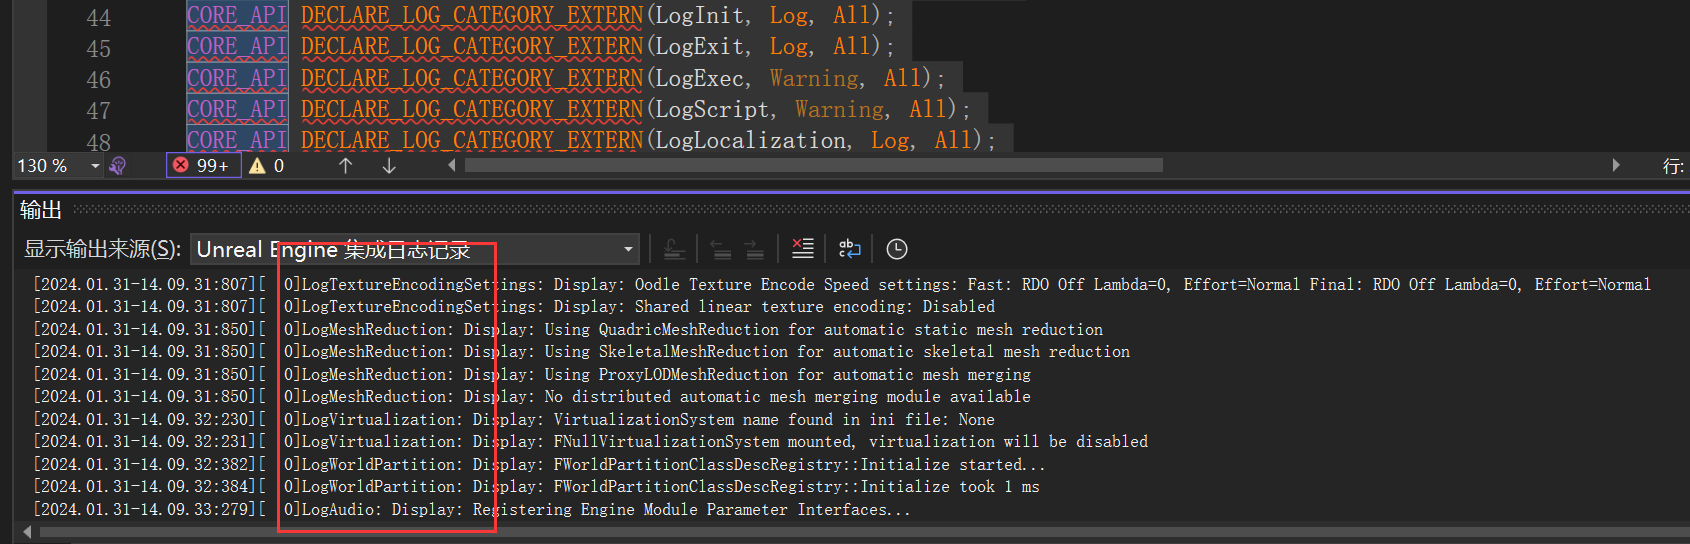 44 CORE_API DECLARE_LOG_CATEGORY_EXTERN(LogInit, Log, All);
45 CORE_API DECLARE_LOG_CATEGORY_EXTERN(LogExit, Log, All);
46 CORE_API DECLARE_LOG_CATEGORY_EXTERN(LogExec, Warning, All);
47 CORE_API DECLARE_LOG_CATEGORY_EXTERN(LogScript, Warning, All);
48 CORE_API DECLARE_LOG_CATEGORY_EXTERN(LogLocalization, Log, All);
130 % 99+ 0 行:
输出
显示输出来源(S): Unreal Engine 集成日志记录
[2024.01.31-14.09.31:807][  0]LogTextureEncodingSettings: Display: Oodle Texture Encode Speed settings: Fast: RDO Off Lambda=0, Effort=Normal Final: RDO Off Lambda=0, Effort=Normal
[2024.01.31-14.09.31:807][  0]LogTextureEncodingSettings: Display: Shared linear texture encoding: Disabled
[2024.01.31-14.09.31:850][  0]LogMeshReduction: Display: Using QuadricMeshReduction for automatic static mesh reduction
[2024.01.31-14.09.31:850][  0]LogMeshReduction: Display: Using SkeletalMeshReduction for automatic skeletal mesh reduction
[2024.01.31-14.09.31:850][  0]LogMeshReduction: Display: Using ProxyLODMeshReduction for automatic mesh merging
[2024.01.31-14.09.31:850][  0]LogMeshReduction: Display: No distributed automatic mesh merging module available
[2024.01.31-14.09.32:230][  0]LogVirtualization: Display: VirtualizationSystem name found in ini file: None
[2024.01.31-14.09.32:231][  0]LogVirtualization: Display: FNullVirtualizationSystem mounted, virtualization will be disabled
[2024.01.31-14.09.32:382][  0]LogWorldPartition: Display: FWorldPartitionClassDescRegistry::Initialize started...
[2024.01.31-14.09.32:384][  0]LogWorldPartition: Display: FWorldPartitionClassDescRegistry::Initialize took 1 ms
[2024.01.31-14.09.33:279][  0]LogAudio: Display: Registering Engine Module Parameter Interfaces...